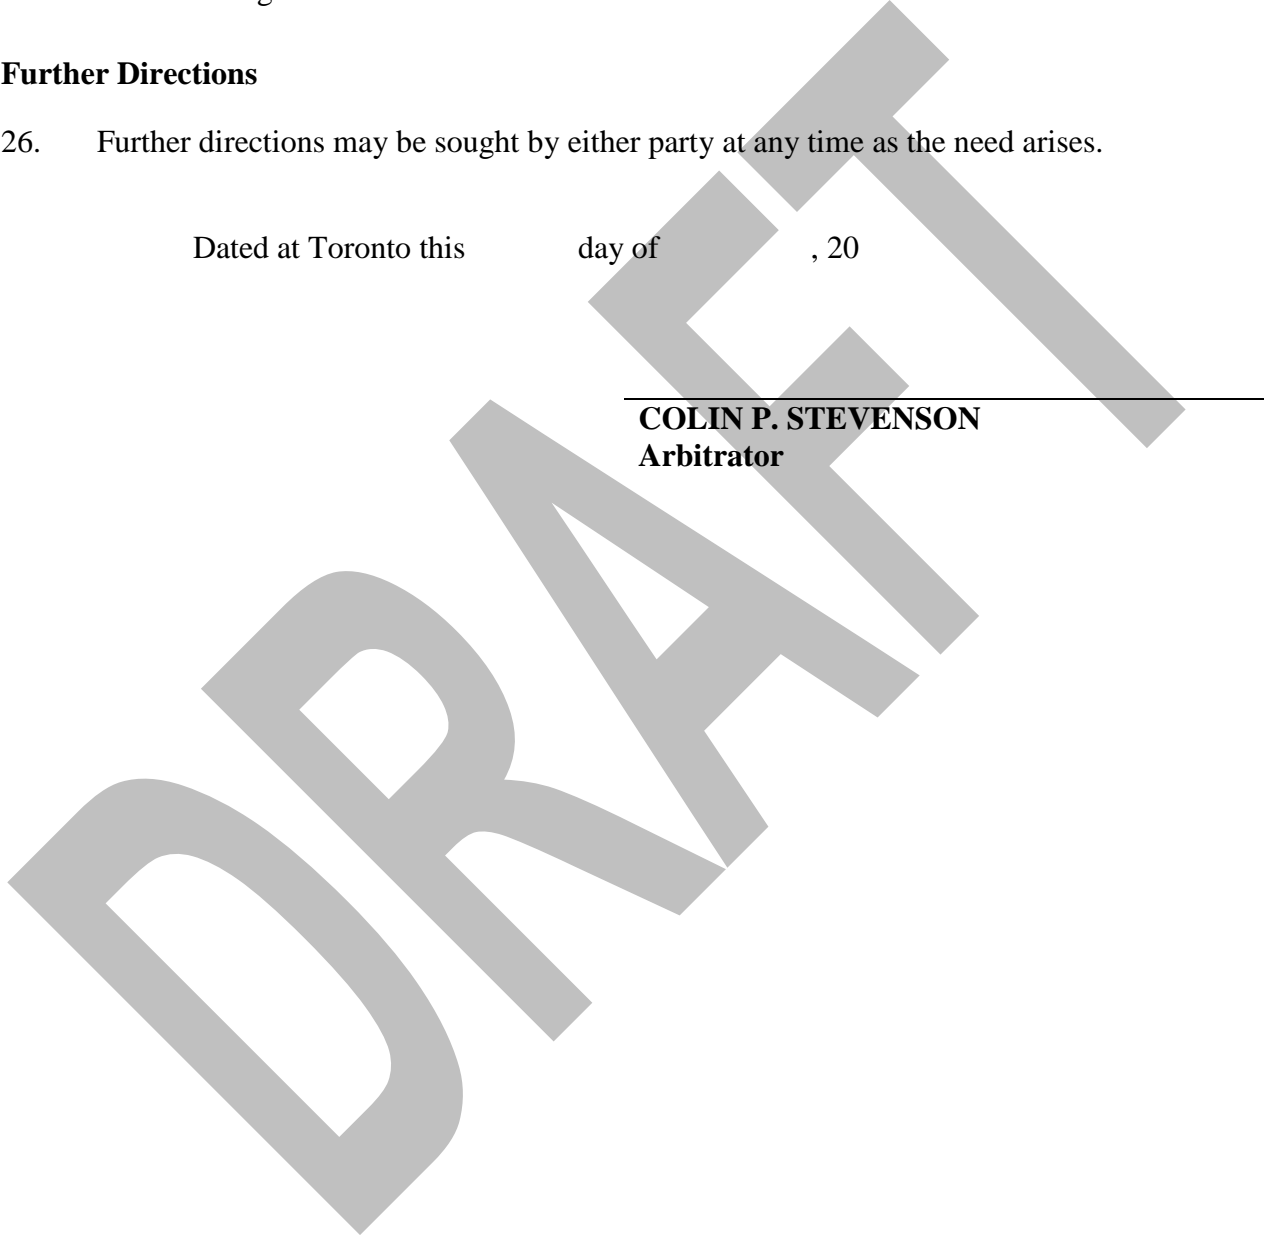 Further Directions
26. Further directions may be sought by either party at any time as the need arises.
Dated at Toronto this day of , 20
COLIN P. STEVENSON
Arbitrator
DRAFT